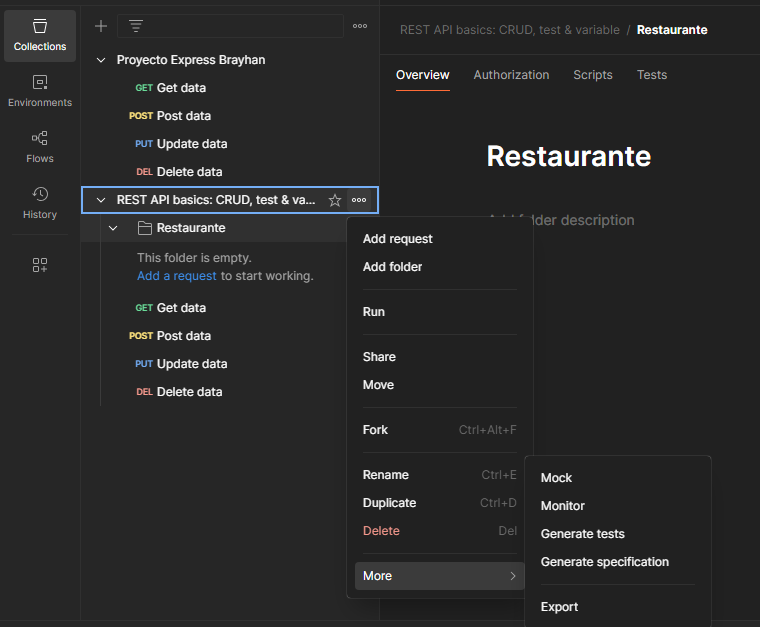 Collections
Environments
Flows
History
Proyecto Express Brayhan
GET Get data
POST Post data
PUT Update data
DEL Delete data
REST API basics: CRUD, test & va...
Restaurante
This folder is empty.
Add a request to start working.
GET Get data
POST Post data
PUT Update data
DEL Delete data
REST API basics: CRUD, test & variable / Restaurante
Overview Authorization Scripts Tests
Restaurante
Add folder description
Add request
Add folder
Run
Share
Move
Fork Ctrl+Alt+F
Rename Ctrl+E
Duplicate Ctrl+D
Delete Del
More
Mock
Monitor
Generate tests
Generate specification
Export